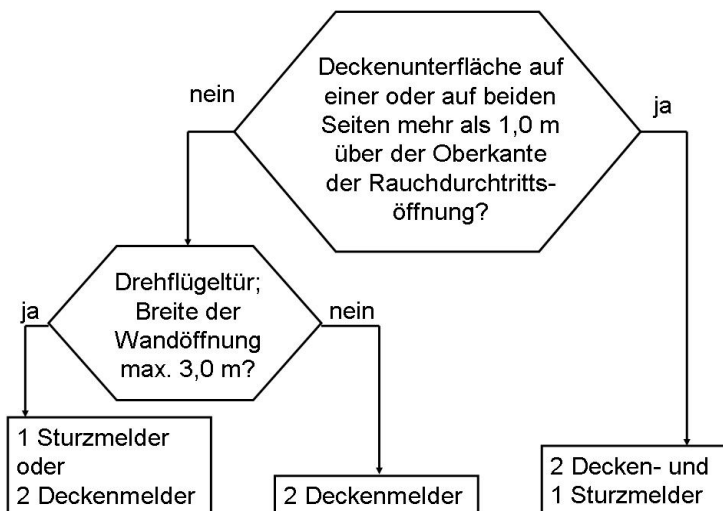 Deckenunterfläche auf
einer oder auf beiden
Seiten mehr als 1,0 m
über der Oberkante
der Rauchdurchtritts-
öffnung?
nein
ja
Drehflügeltür;
Breite der
Wandöffnung
max. 3,0 m?
ja
nein
1 Sturzmelder
oder
2 Deckenmelder
2 Deckenmelder
2 Decken- und
1 Sturzmelder